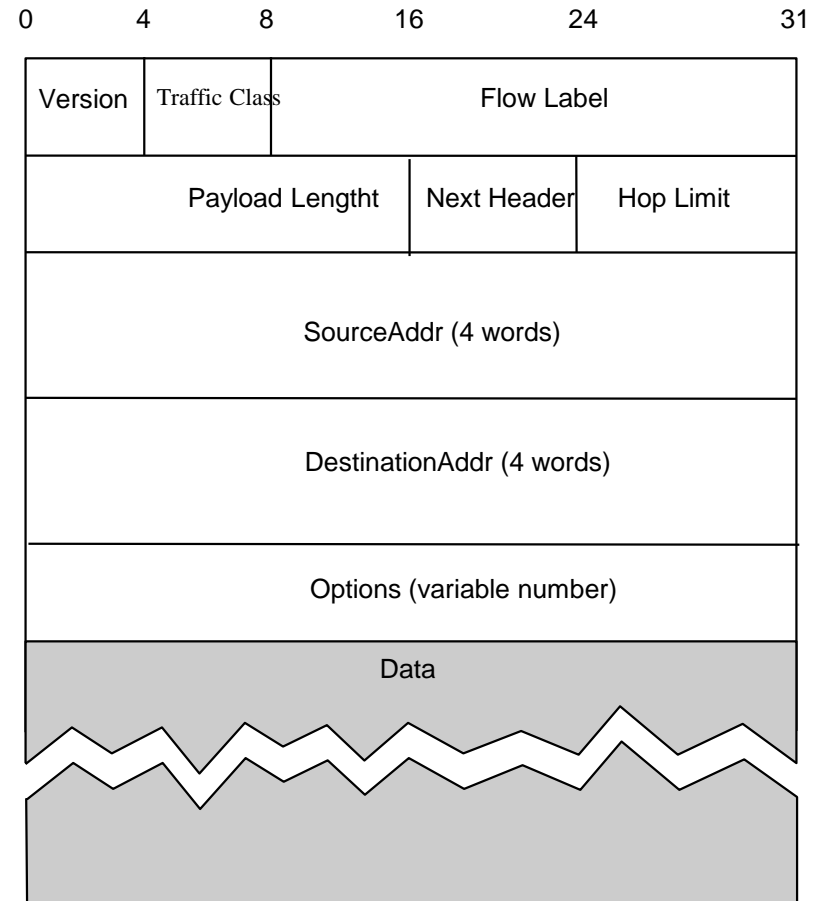 0 4 8 16 24 31
Version Traffic Class Flow Label
Payload Lengtht Next Header Hop Limit
SourceAddr (4 words)
DestinationAddr (4 words)
Options (variable number)
Data